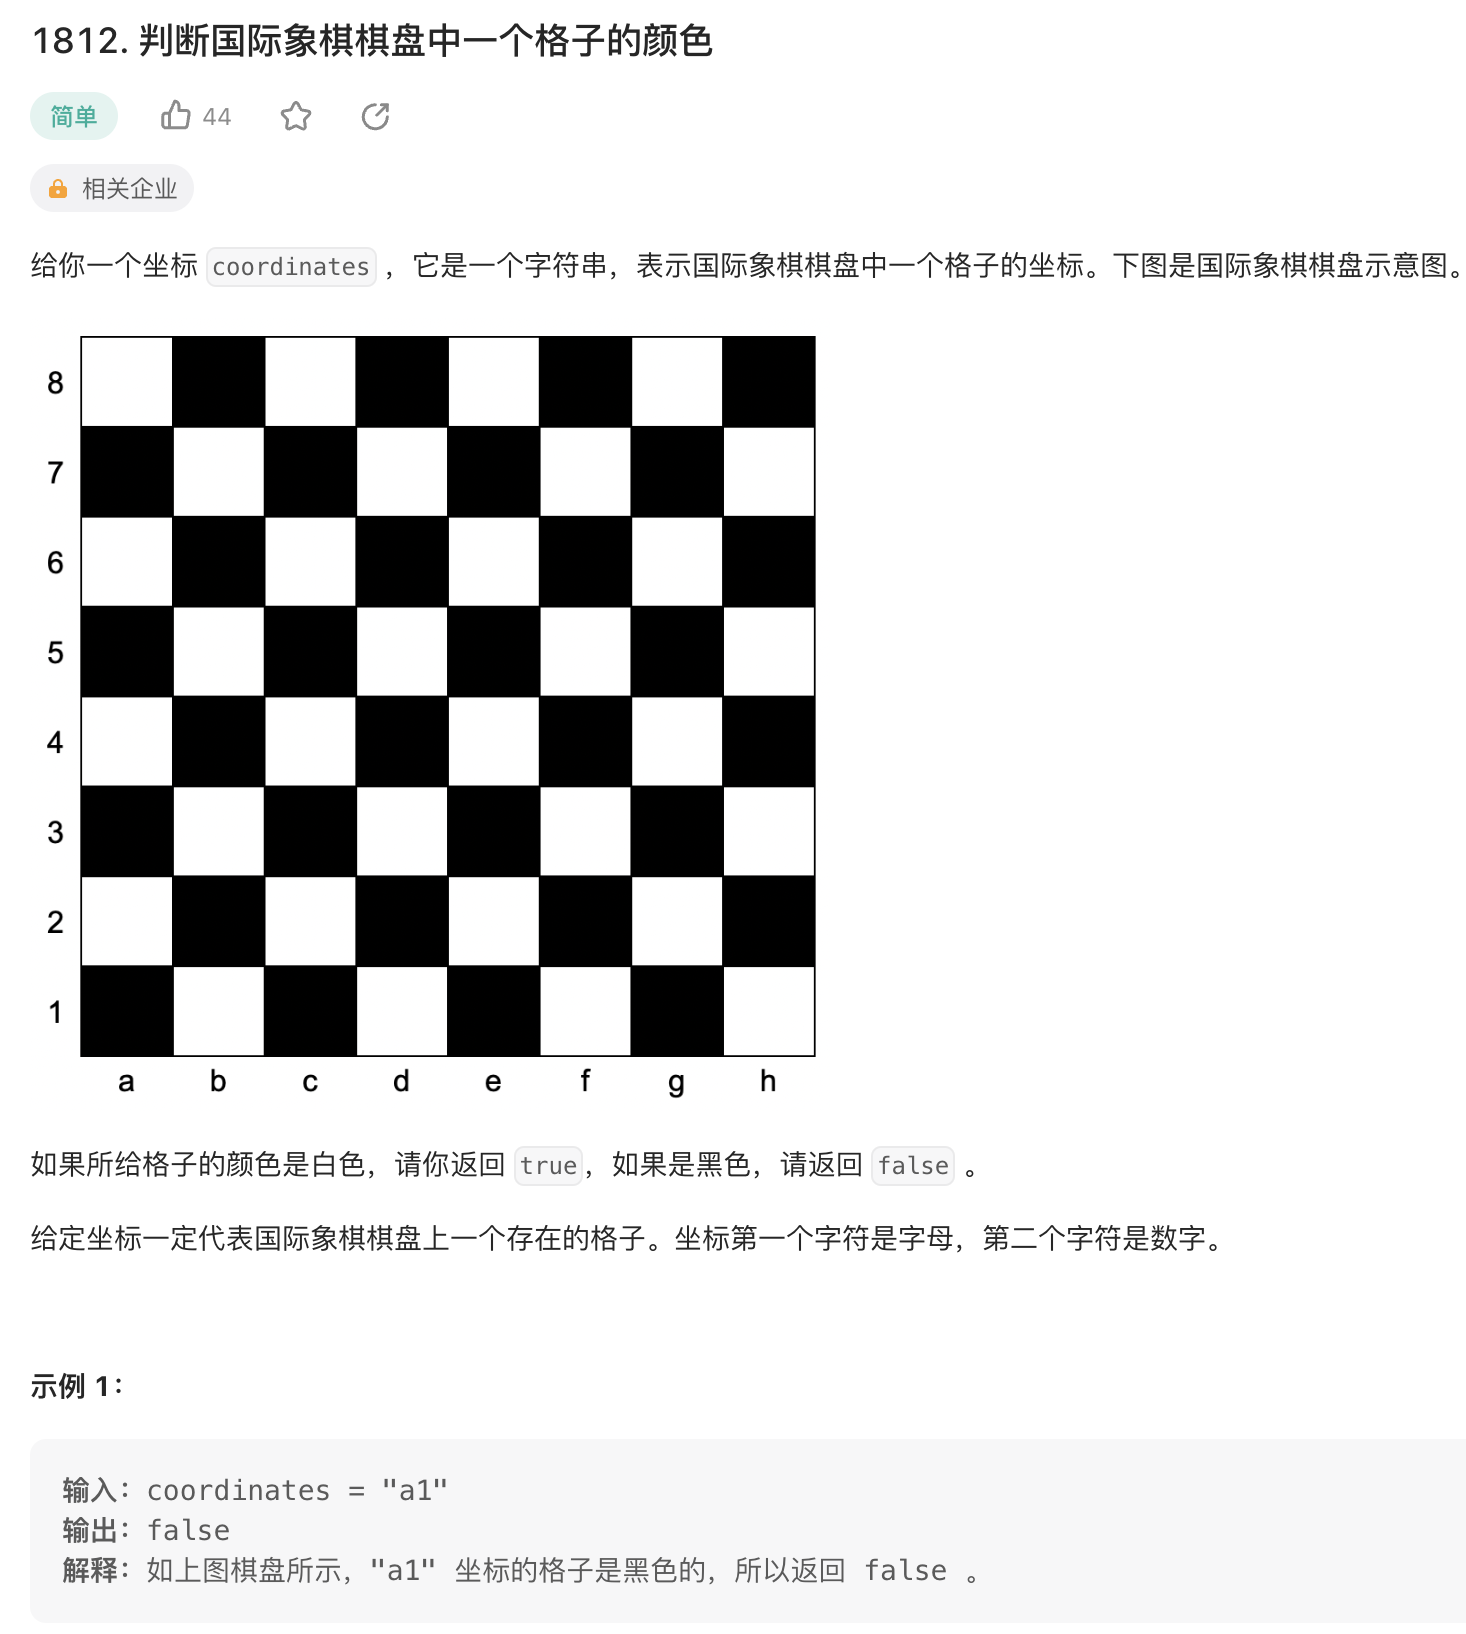 1812. 判断国际象棋棋盘中一个格子的颜色
简单 44
相关企业
给你一个坐标 coordinates ，它是一个字符串，表示国际象棋棋盘中一个格子的坐标。下图是国际象棋棋盘示意图。
8
7
6
5
4
3
2
1
a b c d e f g h
如果所给格子的颜色是白色，请你返回 true，如果是黑色，请返回 false 。
给定坐标一定代表国际象棋棋盘上一个存在的格子。坐标第一个字符是字母，第二个字符是数字。
示例 1：
输入：coordinates = "a1"
输出：false
解释：如上图棋盘所示，"a1" 坐标的格子是黑色的，所以返回 false 。